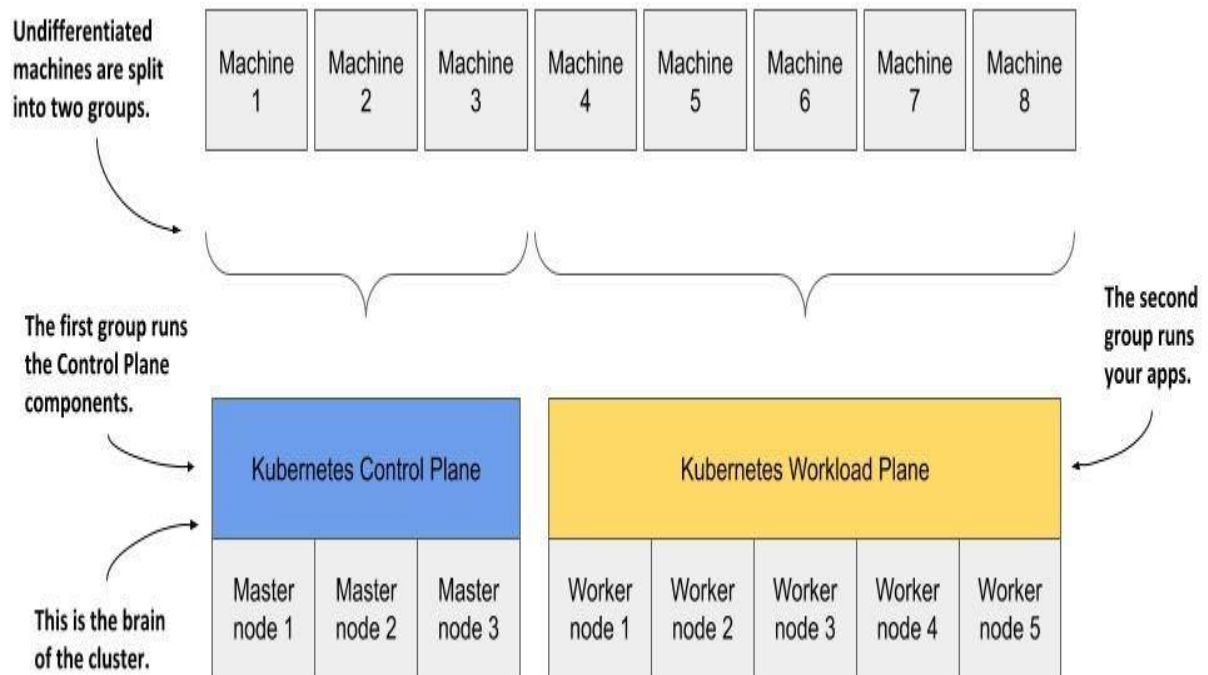 Undifferentiated
machines are split
into two groups.
Machine
1
Machine
2
Machine
3
Machine
4
Machine
5
Machine
6
Machine
7
Machine
8
The first group runs
the Control Plane
components.
The second
group runs
your apps.
Kubernetes Control Plane
Kubernetes Workload Plane
This is the brain
of the cluster.
Master
node 1
Master
node 2
Master
node 3
Worker
node 1
Worker
node 2
Worker
node 3
Worker
node 4
Worker
node 5